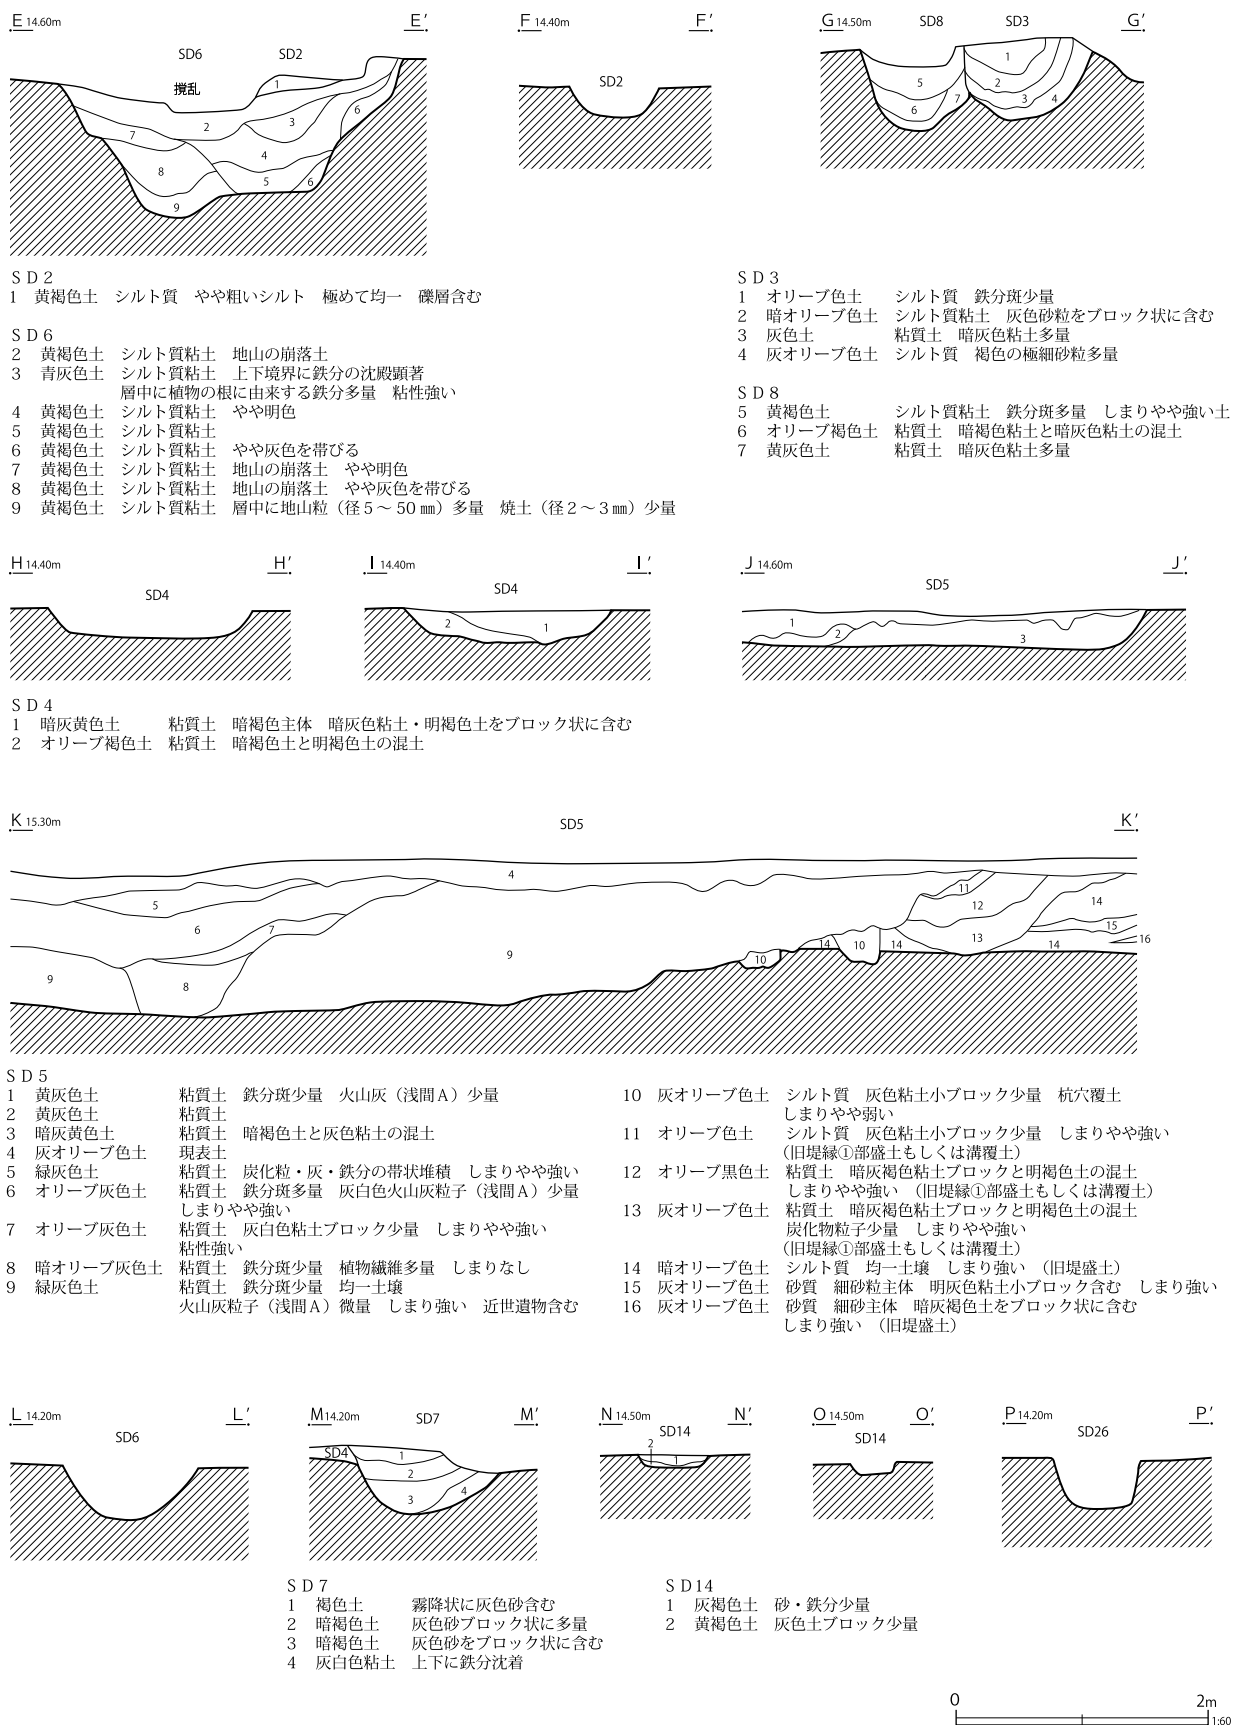 E 14.60m E′
SD6 SD2
撹乱
1
2
3
6
7
4
8
5
6
9
F 14.40m F′
SD2
G 14.50m G′
SD8 SD3
1
5
2
6
7
3
4
SD2
1 黄褐色土 シルト質 やや粗いシルト 極めて均一 礫層含む
SD6
2 黄褐色土 シルト質粘土 地山の崩落土
3 青灰色土 シルト質粘土 上下境界に鉄分の沈殿顕著
層中に植物の根に由来する鉄分多量 粘性強い
4 黄褐色土 シルト質粘土 やや明色
5 黄褐色土 シルト質粘土
6 黄褐色土 シルト質粘土 やや灰色を帯びる
7 黄褐色土 シルト質粘土 地山の崩落土 やや明色
8 黄褐色土 シルト質粘土 地山の崩落土 やや灰色を帯びる
9 黄褐色土 シルト質粘土 層中に地山粒（径5～50㎜）多量 焼土（径2～3㎜）少量
SD3
1 オリーブ色土 シルト質 鉄分斑少量
2 暗オリーブ色土 シルト質粘土 灰色砂粒をブロック状に含む
3 灰色土 粘質土 暗灰色粘土多量
4 灰オリーブ色土 シルト質 褐色の極細砂粒多量
SD8
5 黄褐色土 シルト質粘土 鉄分斑多量 しまりやや強い土
6 オリーブ褐色土 粘質土 暗褐色粘土と暗灰色粘土の混土
7 黄灰色土 粘質土 暗灰色粘土多量
H 14.40m H′
SD4
I 14.40m I′
SD4
2 1
J 14.60m J′
SD5
1 2 3
SD4
1 暗灰黄色土 粘質土 暗褐色主体 暗灰色粘土・明褐色土をブロック状に含む
2 オリーブ褐色土 粘質土 暗褐色土と明褐色土の混土
K 15.30m K′
SD5
4
11
5
12
14
6
7
15
13
14 10 14
14
16
9
9
10
8
SD5
1 黄灰色土 粘質土 鉄分斑少量 火山灰（浅間A）少量
2 黄灰色土 粘質土
3 暗灰黄色土 粘質土 暗褐色土と灰色粘土の混土
4 灰オリーブ色土 現表土
5 緑灰色土 粘質土 炭化粒・灰・鉄分の帯状堆積 しまりやや強い
6 オリーブ灰色土 粘質土 鉄分斑多量 灰白色火山灰粒子（浅間A）少量
しまりやや強い
7 オリーブ灰色土 粘質土 灰白色粘土ブロック少量 しまりやや強い
粘性強い
8 暗オリーブ灰色土 粘質土 鉄分斑少量 植物繊維多量 しまりなし
9 緑灰色土 粘質土 鉄分斑少量 均一土壌
火山灰粒子（浅間A）微量 しまり強い 近世遺物含む
10 灰オリーブ色土 シルト質 灰色粘土小ブロック少量 杭穴覆土
しまりやや弱い
11 オリーブ色土 シルト質 灰色粘土小ブロック少量 しまりやや強い
（旧堤縁①部盛土もしくは溝覆土）
12 オリーブ黒色土 粘質土 暗灰褐色粘土ブロックと明褐色土の混土
しまりやや強い （旧堤縁①部盛土もしくは溝覆土）
13 灰オリーブ色土 粘質土 暗灰褐色粘土ブロックと明褐色土の混土
炭化物粒子少量 しまりやや強い
（旧堤縁①部盛土もしくは溝覆土）
14 暗オリーブ色土 シルト質 均一土壌 しまり強い （旧堤盛土）
15 灰オリーブ色土 砂質 細砂粒主体 明灰色粘土小ブロック含む しまり強い
16 灰オリーブ色土 砂質 細砂主体 暗灰褐色土をブロック状に含む
しまり強い （旧堤盛土）
L 14.20m L′
SD6
M 14.20m M′
SD7
SD4
1
2
3
4
N 14.50m N′
SD14
2
1
O 14.50m O′
SD14
P 14.20m P′
SD26
SD7
1 褐色土 霧降状に灰色砂含む
2 暗褐色土 灰色砂ブロック状に多量
3 暗褐色土 灰色砂をブロック状に含む
4 灰白色粘土 上下に鉄分沈着
SD14
1 灰褐色土 砂・鉄分少量
2 黄褐色土 灰色土ブロック少量
0 2m
1:60